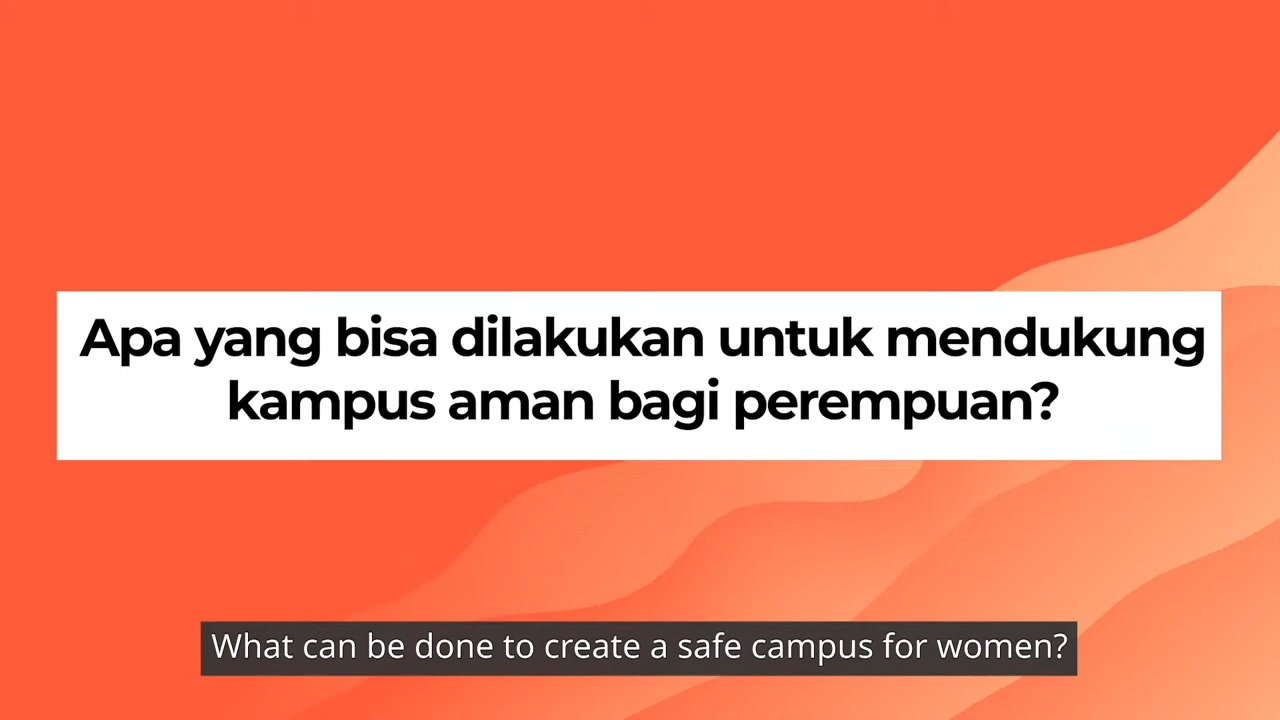 Apa yang bisa dilakukan untuk mendukung
kampus aman bagi perempuan?
What can be done to create a safe campus for women?